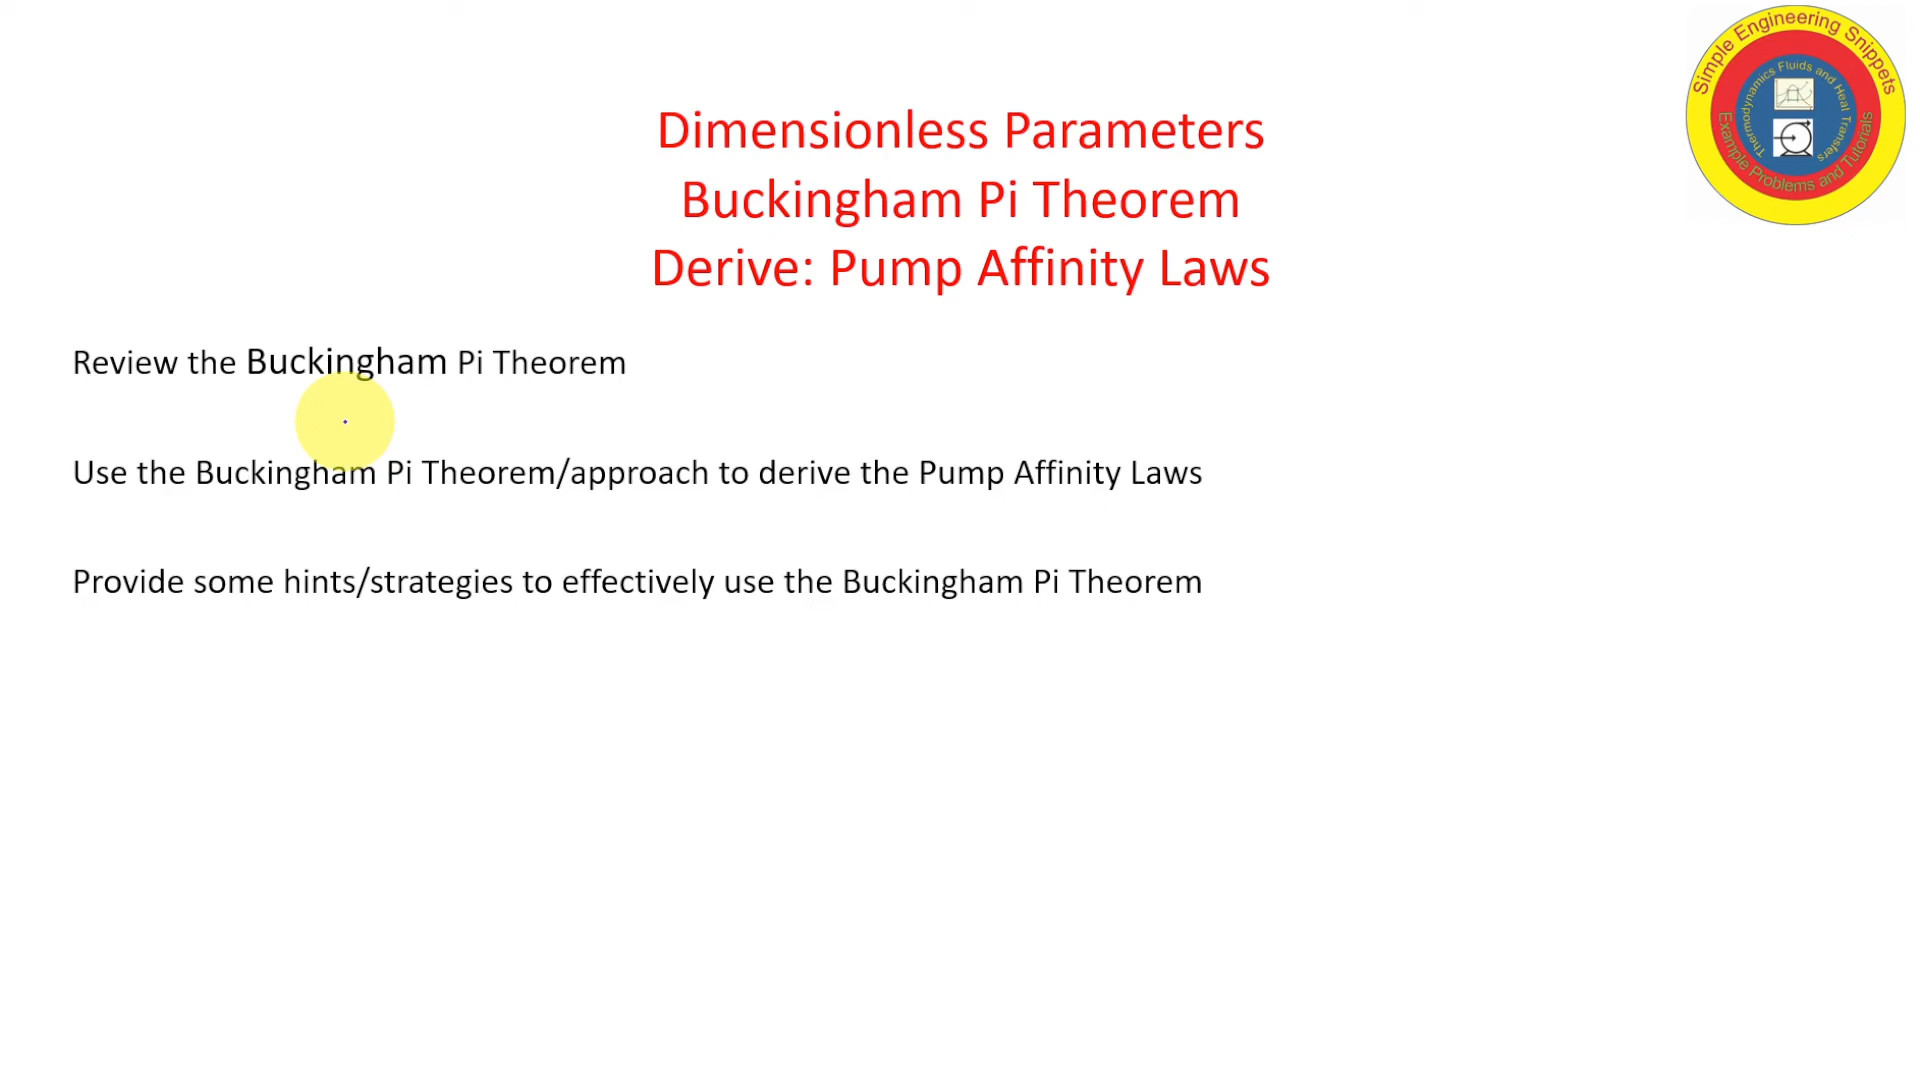 Dimensionless Parameters
Buckingham Pi Theorem
Derive: Pump Affinity Laws
Simple Engineering Snippets
Thermodynamics Fluids and Heat Transfers
Example Problems and Tutorials
Review the Buckingham Pi Theorem
Use the Buckingham Pi Theorem/approach to derive the Pump Affinity Laws
Provide some hints/strategies to effectively use the Buckingham Pi Theorem